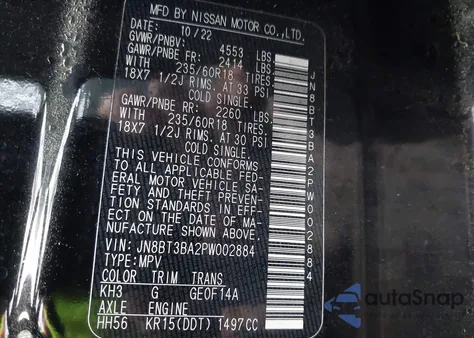 MFD BY NISSAN MOTOR CO.,LTD.
DATE: 10/22
GVWR/PNBV: 4553 LBS
GAWR/PNBE FR: 2414 LBS
WITH 235/60R18 TIRES
18X7 1/2J RIMS, AT 33 PSI
COLD SINGLE.
GAWR/PNBE RR: 2260 LBS.
WITH 235/60R18 TIRES,
18X7 1/2J RIMS, AT 30 PSI
COLD SINGLE.
THIS VEHICLE CONFORMS
TO ALL APPLICABLE FED-
ERAL MOTOR VEHICLE SA-
FETY AND THEFT PREVEN-
TION STANDARDS IN EFF-
ECT ON THE DATE OF MA-
NUFACTURE SHOWN ABOVE.
VIN:JN8BT3BA2PW002884
TYPE:MPV
COLOR TRIM TRANS
KH3 G GE0F14A
HH56 KR15(DDT) 1497CC
JN8BT3BA2PW002884
autoSnap